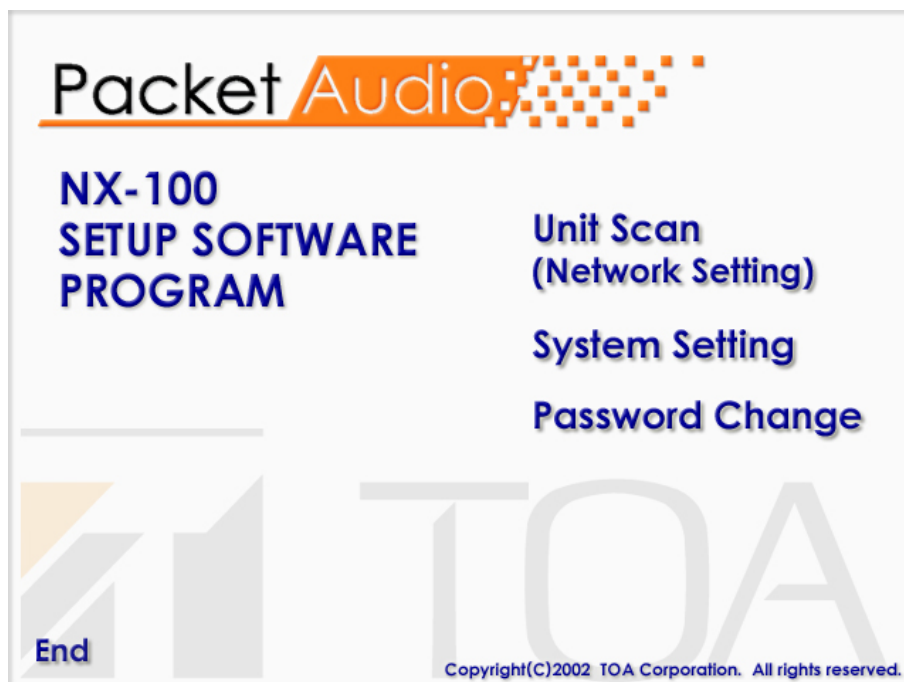 Packet Audio
NX-100
SETUP SOFTWARE
PROGRAM
Unit Scan
(Network Setting)
System Setting
Password Change
TOA
End
Copyright(C)2002 TOA Corporation. All rights reserved.